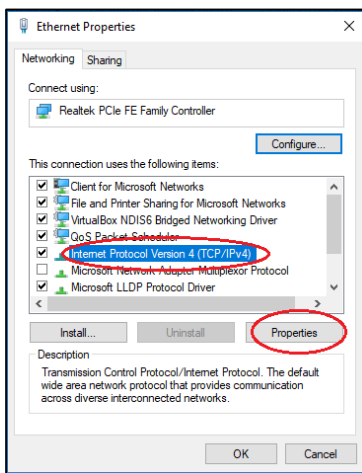 Ethernet Properties
Networking
Sharing
Connect using:
Realtek PCIe FE Family Controller
Configure...
This connection uses the following items:
Client for Microsoft Networks
File and Printer Sharing for Microsoft Networks
VirtualBox NDIS6 Bridged Networking Driver
QoS Packet Scheduler
Internet Protocol Version 4 (TCP/IPv4)
Microsoft Network Adapter Multiplexor Protocol
Microsoft LLDP Protocol Driver
Install...
Uninstall
Properties
Description
Transmission Control Protocol/Internet Protocol. The default
wide area network protocol that provides communication
across diverse interconnected networks.
OK
Cancel